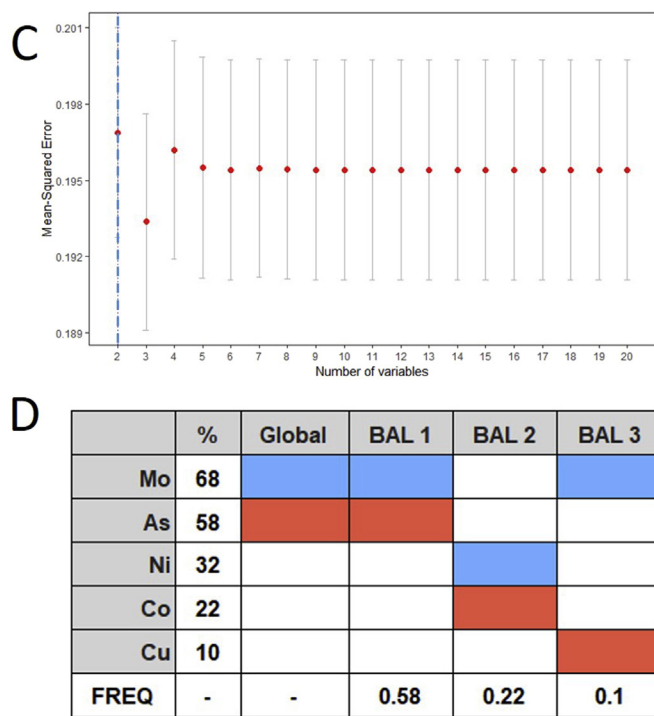 C
0.201
0.198
0.195
0.192
0.189
Mean-Squared Error
2 3 4 5 6 7 8 9 10 11 12 13 14 15 16 17 18 19 20
Number of variables
D
% Global BAL 1 BAL 2 BAL 3
Mo 68
As 58
Ni 32
Co 22
Cu 10
FREQ - - 0.58 0.22 0.1